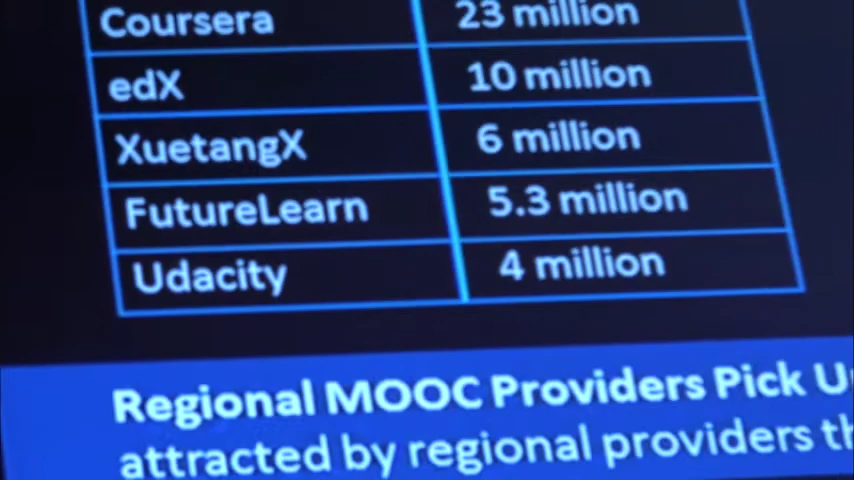 Coursera 23 million
edX 10 million
XuetangX 6 million
FutureLearn 5.3 million
Udacity 4 million
Regional MOOC Providers Pick
attracted by regional providers